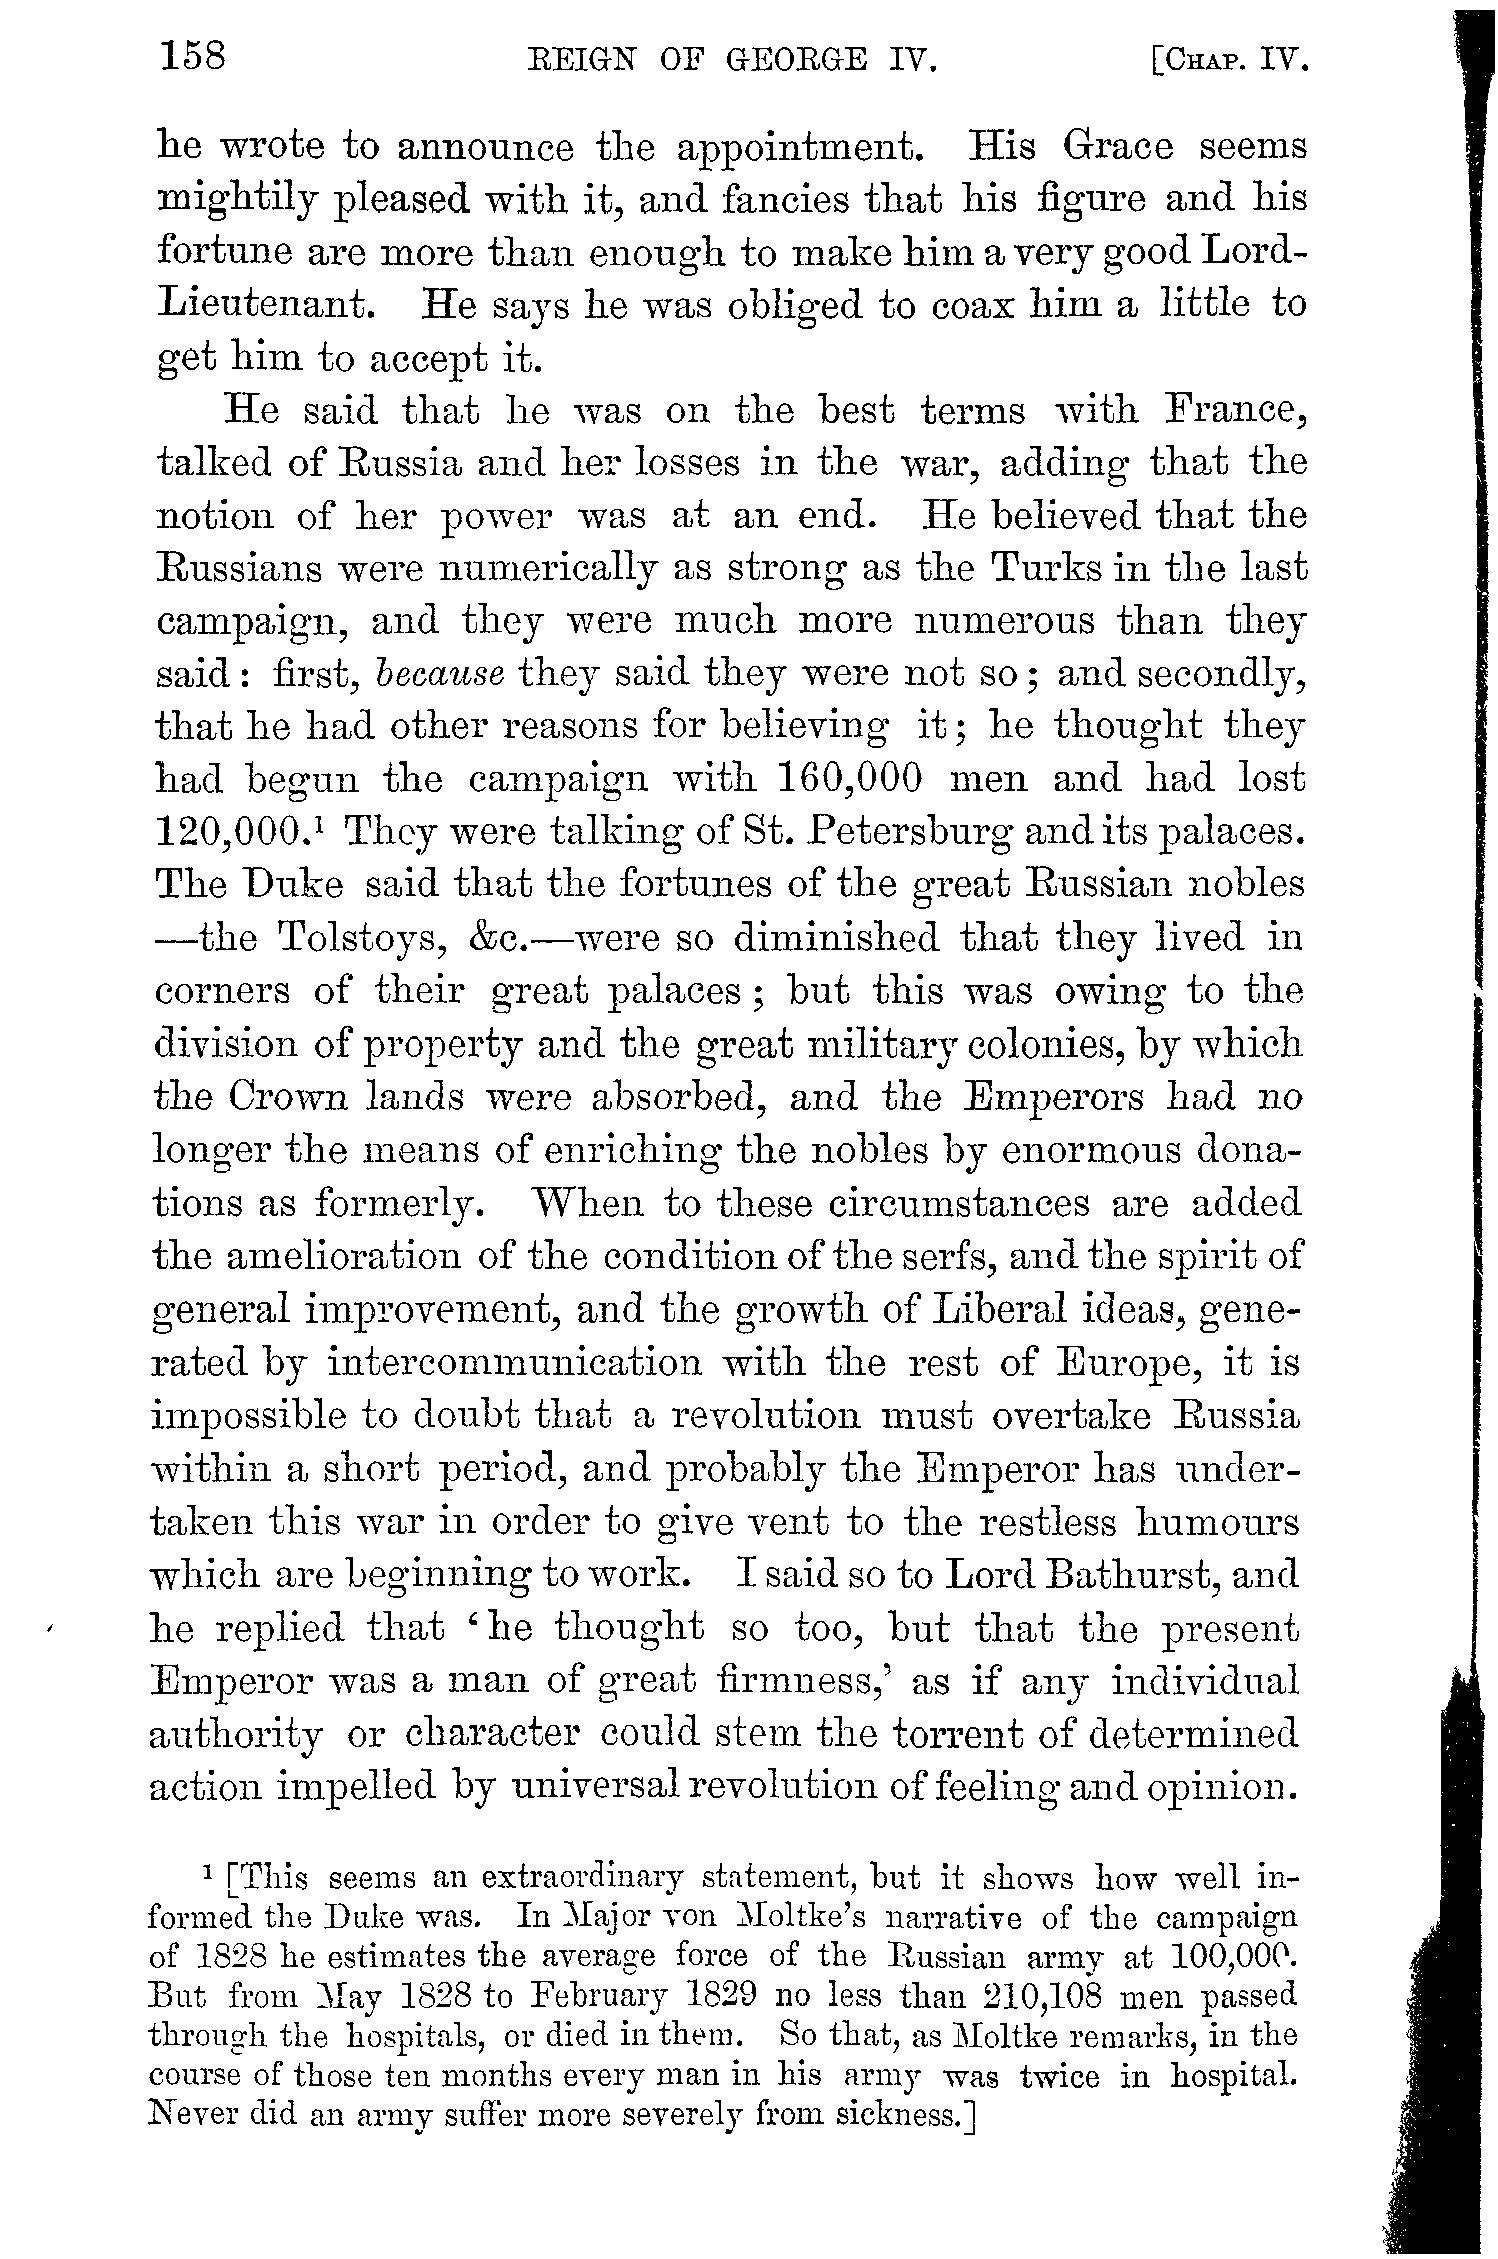 158 REIGN OF GEORGE IV. [CHAP. IV.
he wrote to announce the appointment. His Grace seems
mightily pleased with it, and fancies that his figure and his
fortune are more than enough to make him a very good Lord-
Lieutenant. He says he was obliged to coax him a little to
get him to accept it.
He said that he was on the best terms with France,
talked of Russia and her losses in the war, adding that the
notion of her power was at an end. He believed that the
Russians were numerically as strong as the Turks in the last
campaign, and they were much more numerous than they
said: first, because they said they were not so; and secondly,
that he had other reasons for believing it; he thought they
had begun the campaign with 160,000 men and had lost
120,000.¹ They were talking of St. Petersburg and its palaces.
The Duke said that the fortunes of the great Russian nobles
—the Tolstoys, &c.—were so diminished that they lived in
corners of their great palaces; but this was owing to the
division of property and the great military colonies, by which
the Crown lands were absorbed, and the Emperors had no
longer the means of enriching the nobles by enormous dona-
tions as formerly. When to these circumstances are added
the amelioration of the condition of the serfs, and the spirit of
general improvement, and the growth of Liberal ideas, gene-
rated by intercommunication with the rest of Europe, it is
impossible to doubt that a revolution must overtake Russia
within a short period, and probably the Emperor has under-
taken this war in order to give vent to the restless humours
which are beginning to work. I said so to Lord Bathurst, and
he replied that ‘he thought so too, but that the present
Emperor was a man of great firmness,’ as if any individual
authority or character could stem the torrent of determined
action impelled by universal revolution of feeling and opinion.
¹ [This seems an extraordinary statement, but it shows how well in-
formed the Duke was. In Major von Moltke’s narrative of the campaign
of 1828 he estimates the average force of the Russian army at 100,000.
But from May 1828 to February 1829 no less than 210,108 men passed
through the hospitals, or died in them. So that, as Moltke remarks, in the
course of those ten months every man in his army was twice in hospital.
Never did an army suffer more severely from sickness.]